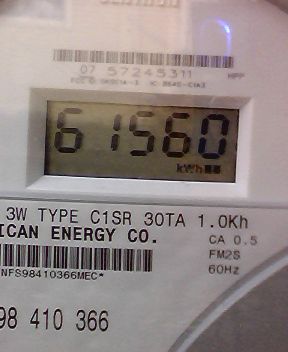 07 57245311 HPP
61560
kWh
3W TYPE C1SR 30TA 1.0Kh
ICAN ENERGY CO.
CA 0.5
FM2S
NFS98410366MEC*
60Hz
98 410 366